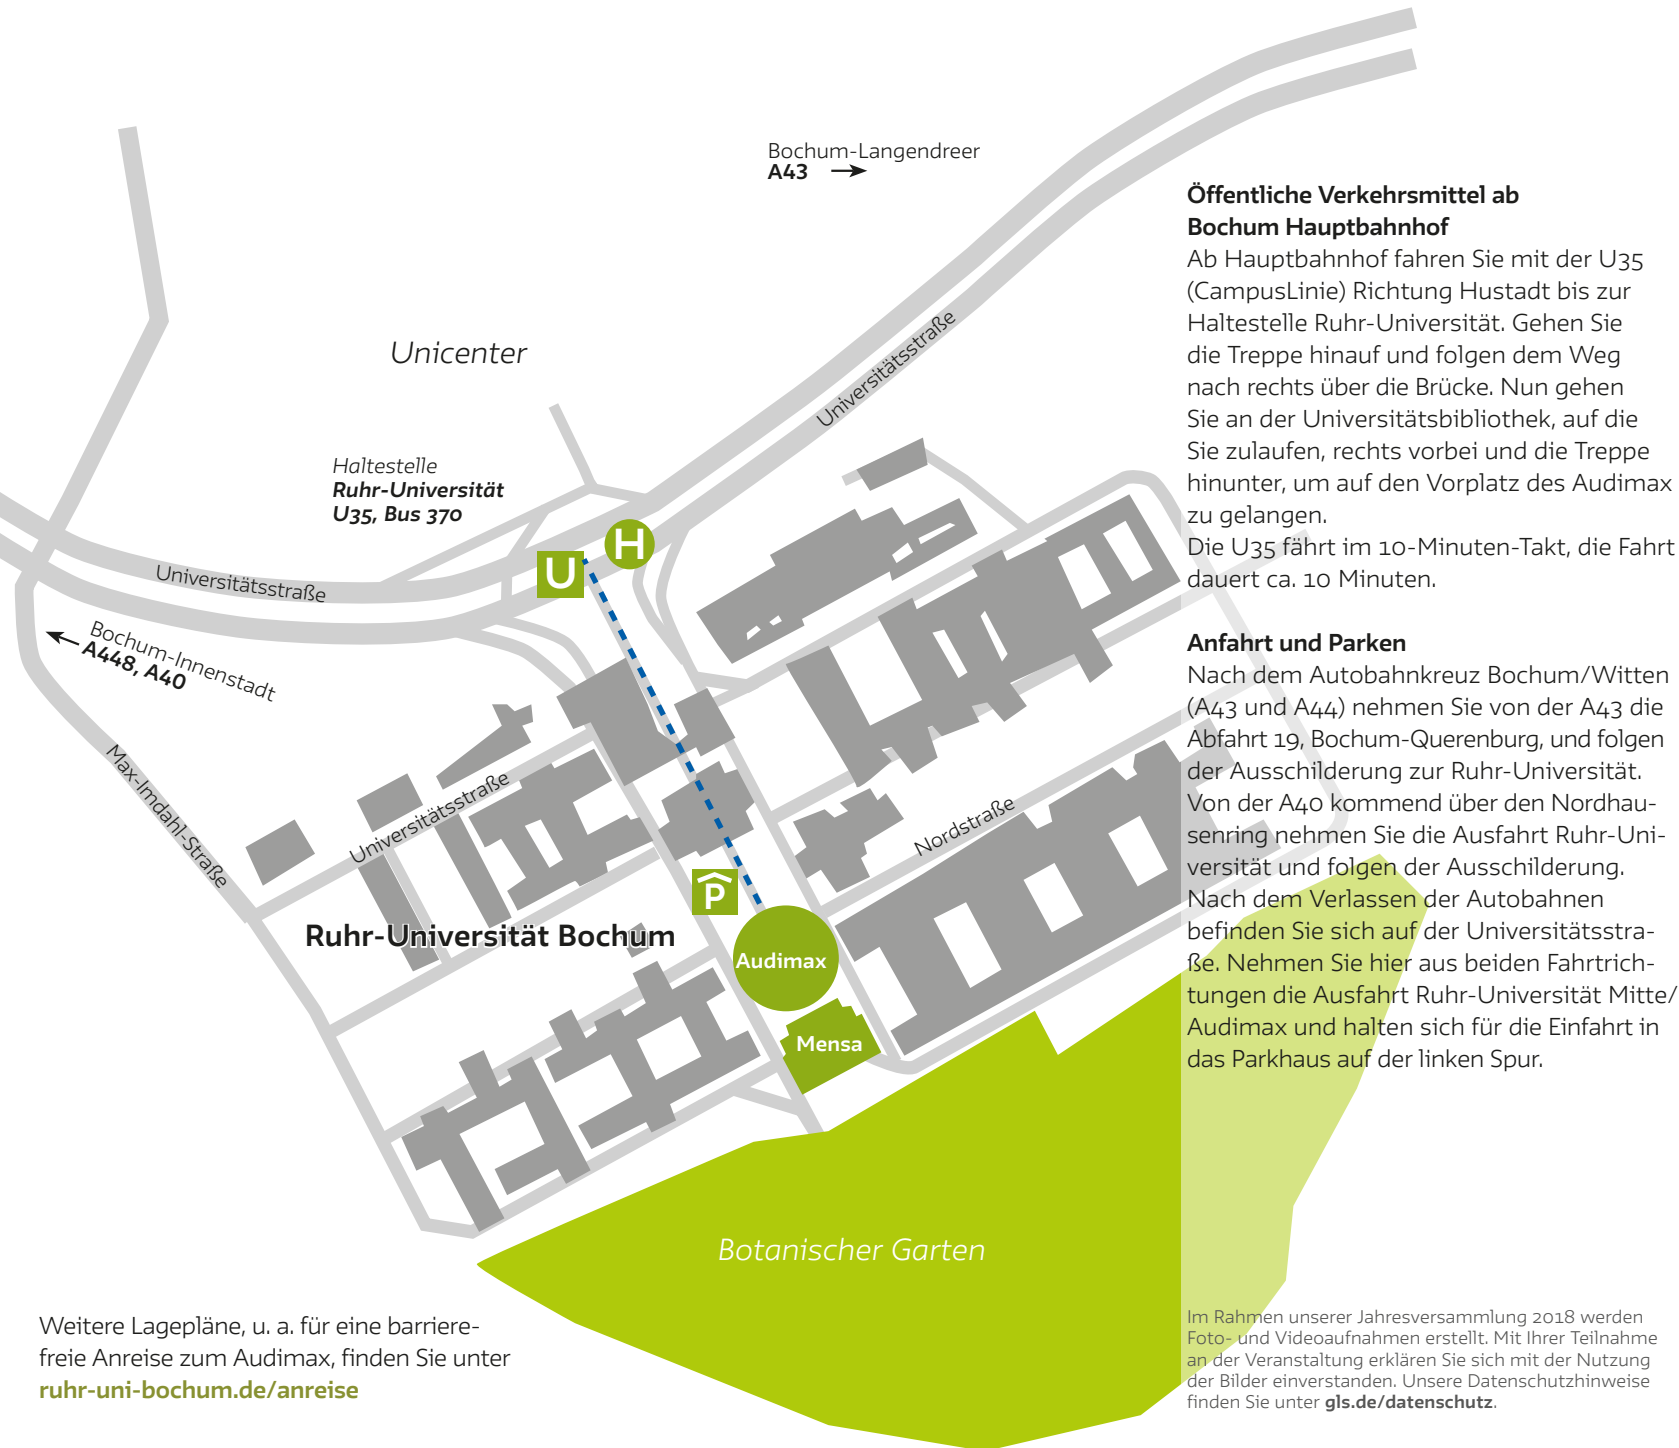 Bochum-Langendreer
A43
Unicenter
Universitätsstraße
Haltestelle
Ruhr-Universität
U35, Bus 370
H
U
Universitätsstraße
Bochum-Innenstadt
A448, A40
Max-Imdahl-Straße
Universitätsstraße
Nordstraße
P
Ruhr-Universität Bochum
Audimax
Mensa
Botanischer Garten
Öffentliche Verkehrsmittel ab
Bochum Hauptbahnhof
Ab Hauptbahnhof fahren Sie mit der U35
(CampusLinie) Richtung Hustadt bis zur
Haltestelle Ruhr-Universität. Gehen Sie
die Treppe hinauf und folgen dem Weg
nach rechts über die Brücke. Nun gehen
Sie an der Universitätsbibliothek, auf die
Sie zulaufen, rechts vorbei und die Treppe
hinunter, um auf den Vorplatz des Audimax
zu gelangen.
Die U35 fährt im 10-Minuten-Takt, die Fahrt
dauert ca. 10 Minuten.
Anfahrt und Parken
Nach dem Autobahnkreuz Bochum/Witten
(A43 und A44) nehmen Sie von der A43 die
Abfahrt 19, Bochum-Querenburg, und folgen
der Ausschilderung zur Ruhr-Universität.
Von der A40 kommend über den Nordhau-
senring nehmen Sie die Ausfahrt Ruhr-Uni-
versität und folgen der Ausschilderung.
Nach dem Verlassen der Autobahnen
befinden Sie sich auf der Universitätsstra-
ße. Nehmen Sie hier aus beiden Fahrtrich-
tungen die Ausfahrt Ruhr-Universität Mitte/
Audimax und halten sich für die Einfahrt in
das Parkhaus auf der linken Spur.
Weitere Lagepläne, u. a. für eine barriere-
freie Anreise zum Audimax, finden Sie unter
ruhr-uni-bochum.de/anreise
Im Rahmen unserer Jahresversammlung 2018 werden
Foto- und Videoaufnahmen erstellt. Mit Ihrer Teilnahme
an der Veranstaltung erklären Sie sich mit der Nutzung
der Bilder einverstanden. Unsere Datenschutzhinweise
finden Sie unter gls.de/datenschutz.